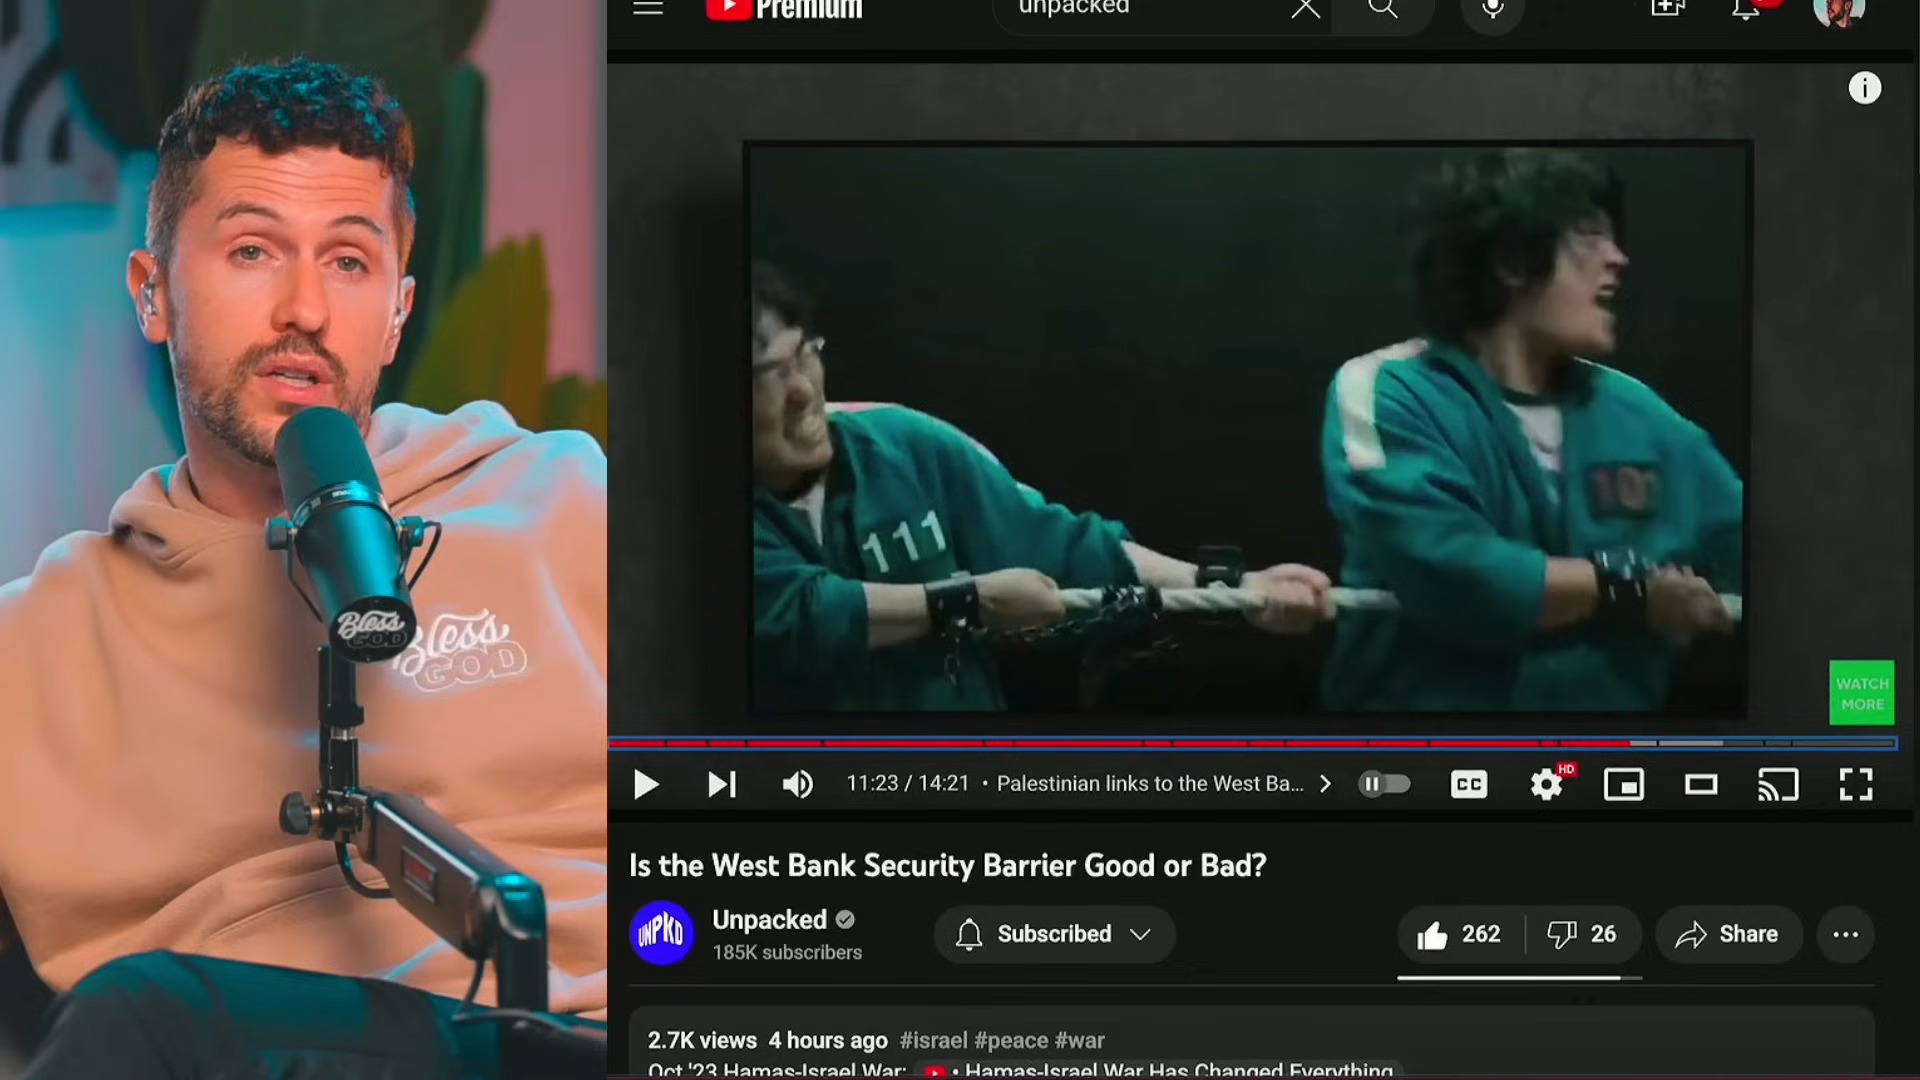 Premium
unpacked
111
WATCH
MORE
11:23 / 14:21 • Palestinian links to the West Ba...
CC
HD
Is the West Bank Security Barrier Good or Bad?
UNPKD
Unpacked
185K subscribers
Subscribed
262
26
Share
2.7K views 4 hours ago #israel #peace #war
Oct '23 Hamas-Israel War: • Hamas-Israel War Has Changed Everything
Bless
GOD
Bless
GOD